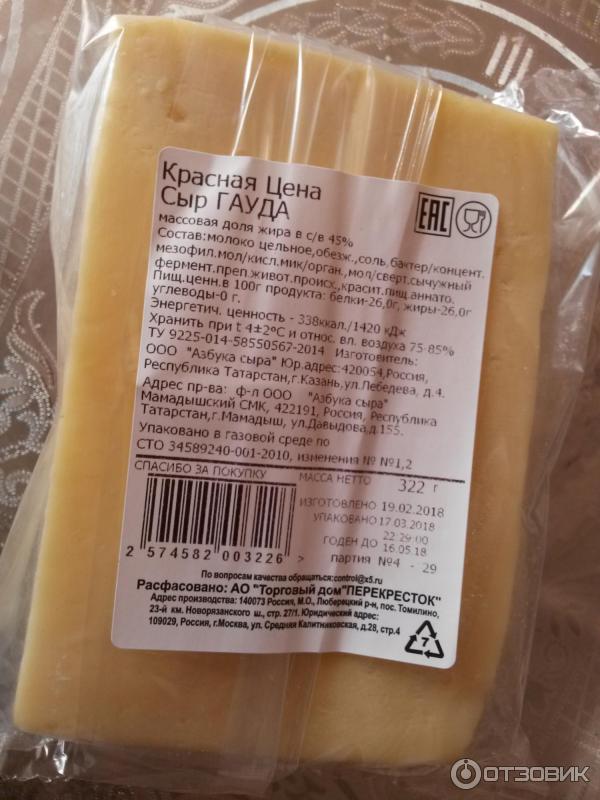 Красная Цена
Сыр ГАУДА
массовая доля жира в с/в 45%
Состав:молоко цельное,обезж.,соль,бактер/концент.
мезофил.мол/кисл.мик/орган.,мол/сверт.сычужный
фермент.преп.живот.происх.,красит.пищ.аннато.
Пищ.ценн.в 100г продукта: белки-26,0г, жиры-26,0г
углеводы-0 г.
Энергетич. ценность - 338ккал./1420 кДж
Хранить при t 4±2°С и относ. вл. воздуха 75-85%
ТУ 9225-014-58550567-2014 Изготовитель:
ООО "Азбука сыра" Юр.адрес:420054,Россия,
Республика Татарстан,г.Казань,ул.Лебедева, д.4.
Адрес пр-ва: ф-л ООО "Азбука сыра"
Мамадышский СМК, 422191, Россия, Республика
Татарстан,г.Мамадыш, ул.Давыдова,д.155.
Упаковано в газовой среде по
СТО 34589240-001-2010, изменения № №1,2
СПАСИБО ЗА ПОКУПКУ
МАССА НЕТТО 322 г
ИЗГОТОВЛЕНО 19.02.2018
УПАКОВАНО 17.03.2018
22 29:00
ГОДЕН ДО 16.05.18
партия №4 - 29
2 574582 003226 >
По вопросам качества обращаться:control@x5.ru
Расфасовано: АО "Торговый дом"ПЕРЕКРЕСТОК"
Адрес производства: 140073 Россия, М.О., Люберецкий р-н, пос. Томилино,
23-й км. Новорязанского ш., стр. 27/1. Юридический адрес:
109029, Россия, г.Москва, ул. Средняя Калитниковская, д.28, стр.4
EAC
7
ОТЗОВИК